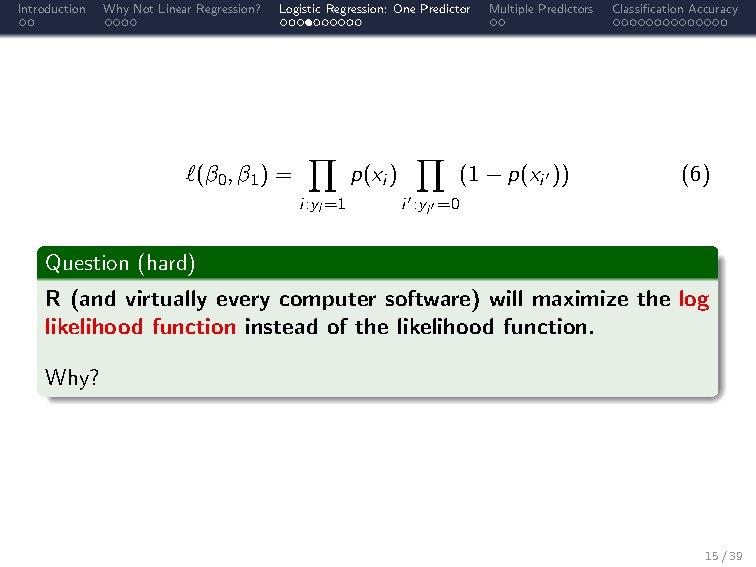 Introduction Why Not Linear Regression? Logistic Regression: One Predictor Multiple Predictors Classification Accuracy
ℓ(β₀, β₁) = ∏_{i:yᵢ=1} p(xᵢ) ∏_{i′:yᵢ′=0} (1 − p(xᵢ′)) (6)
Question (hard)
R (and virtually every computer software) will maximize the log
likelihood function instead of the likelihood function.
Why?
15 / 39